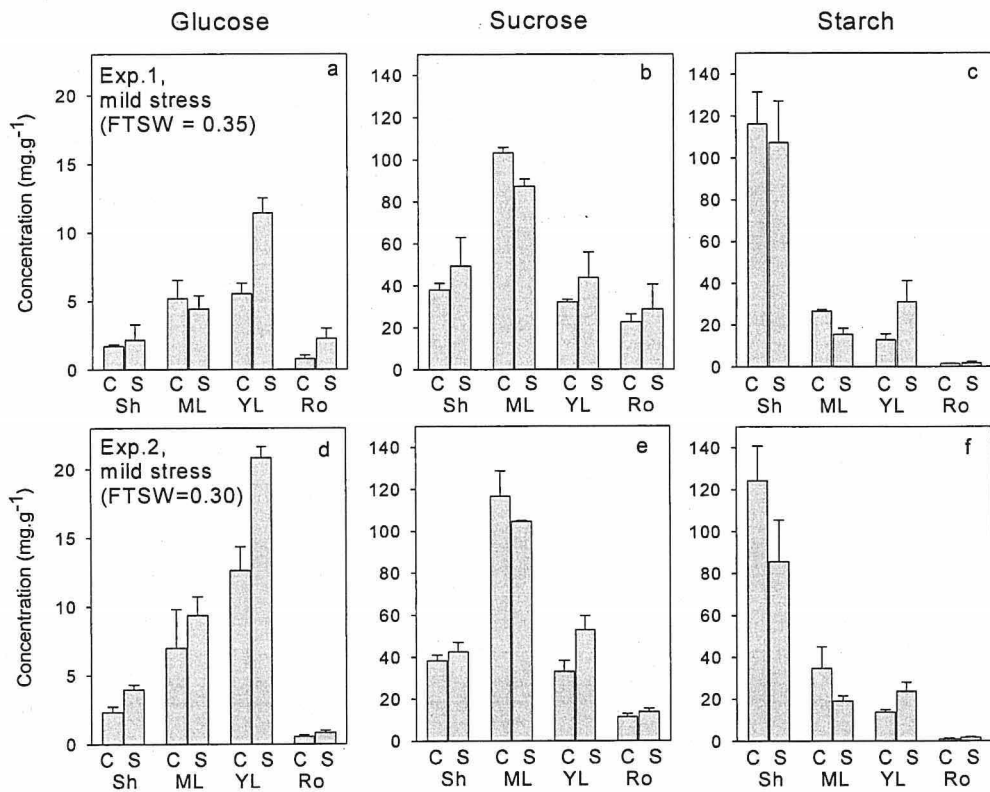 Glucose Sucrose Starch
Concentration (mg.g⁻¹)
20
15
10
5
0
Exp.1,
mild stress
(FTSW = 0.35)
a
C S C S C S C S
Sh ML YL Ro
140
120
100
80
60
40
20
0
b
C S C S C S C S
Sh ML YL Ro
140
120
100
80
60
40
20
0
c
C S C S C S C S
Sh ML YL Ro
Concentration (mg.g⁻¹)
20
15
10
5
0
Exp.2,
mild stress
(FTSW=0.30)
d
C S C S C S C S
Sh ML YL Ro
140
120
100
80
60
40
20
0
e
C S C S C S C S
Sh ML YL Ro
140
120
100
80
60
40
20
0
f
C S C S C S C S
Sh ML YL Ro